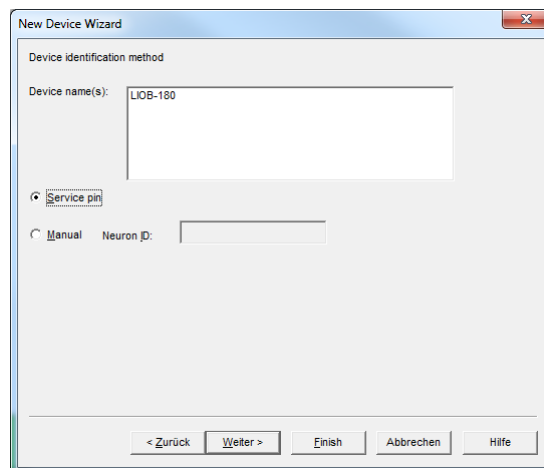 New Device Wizard
Device identification method
Device name(s):
LIOB-180
Service pin
Manual Neuron ID:
< Zurück Weiter > Finish Abbrechen Hilfe